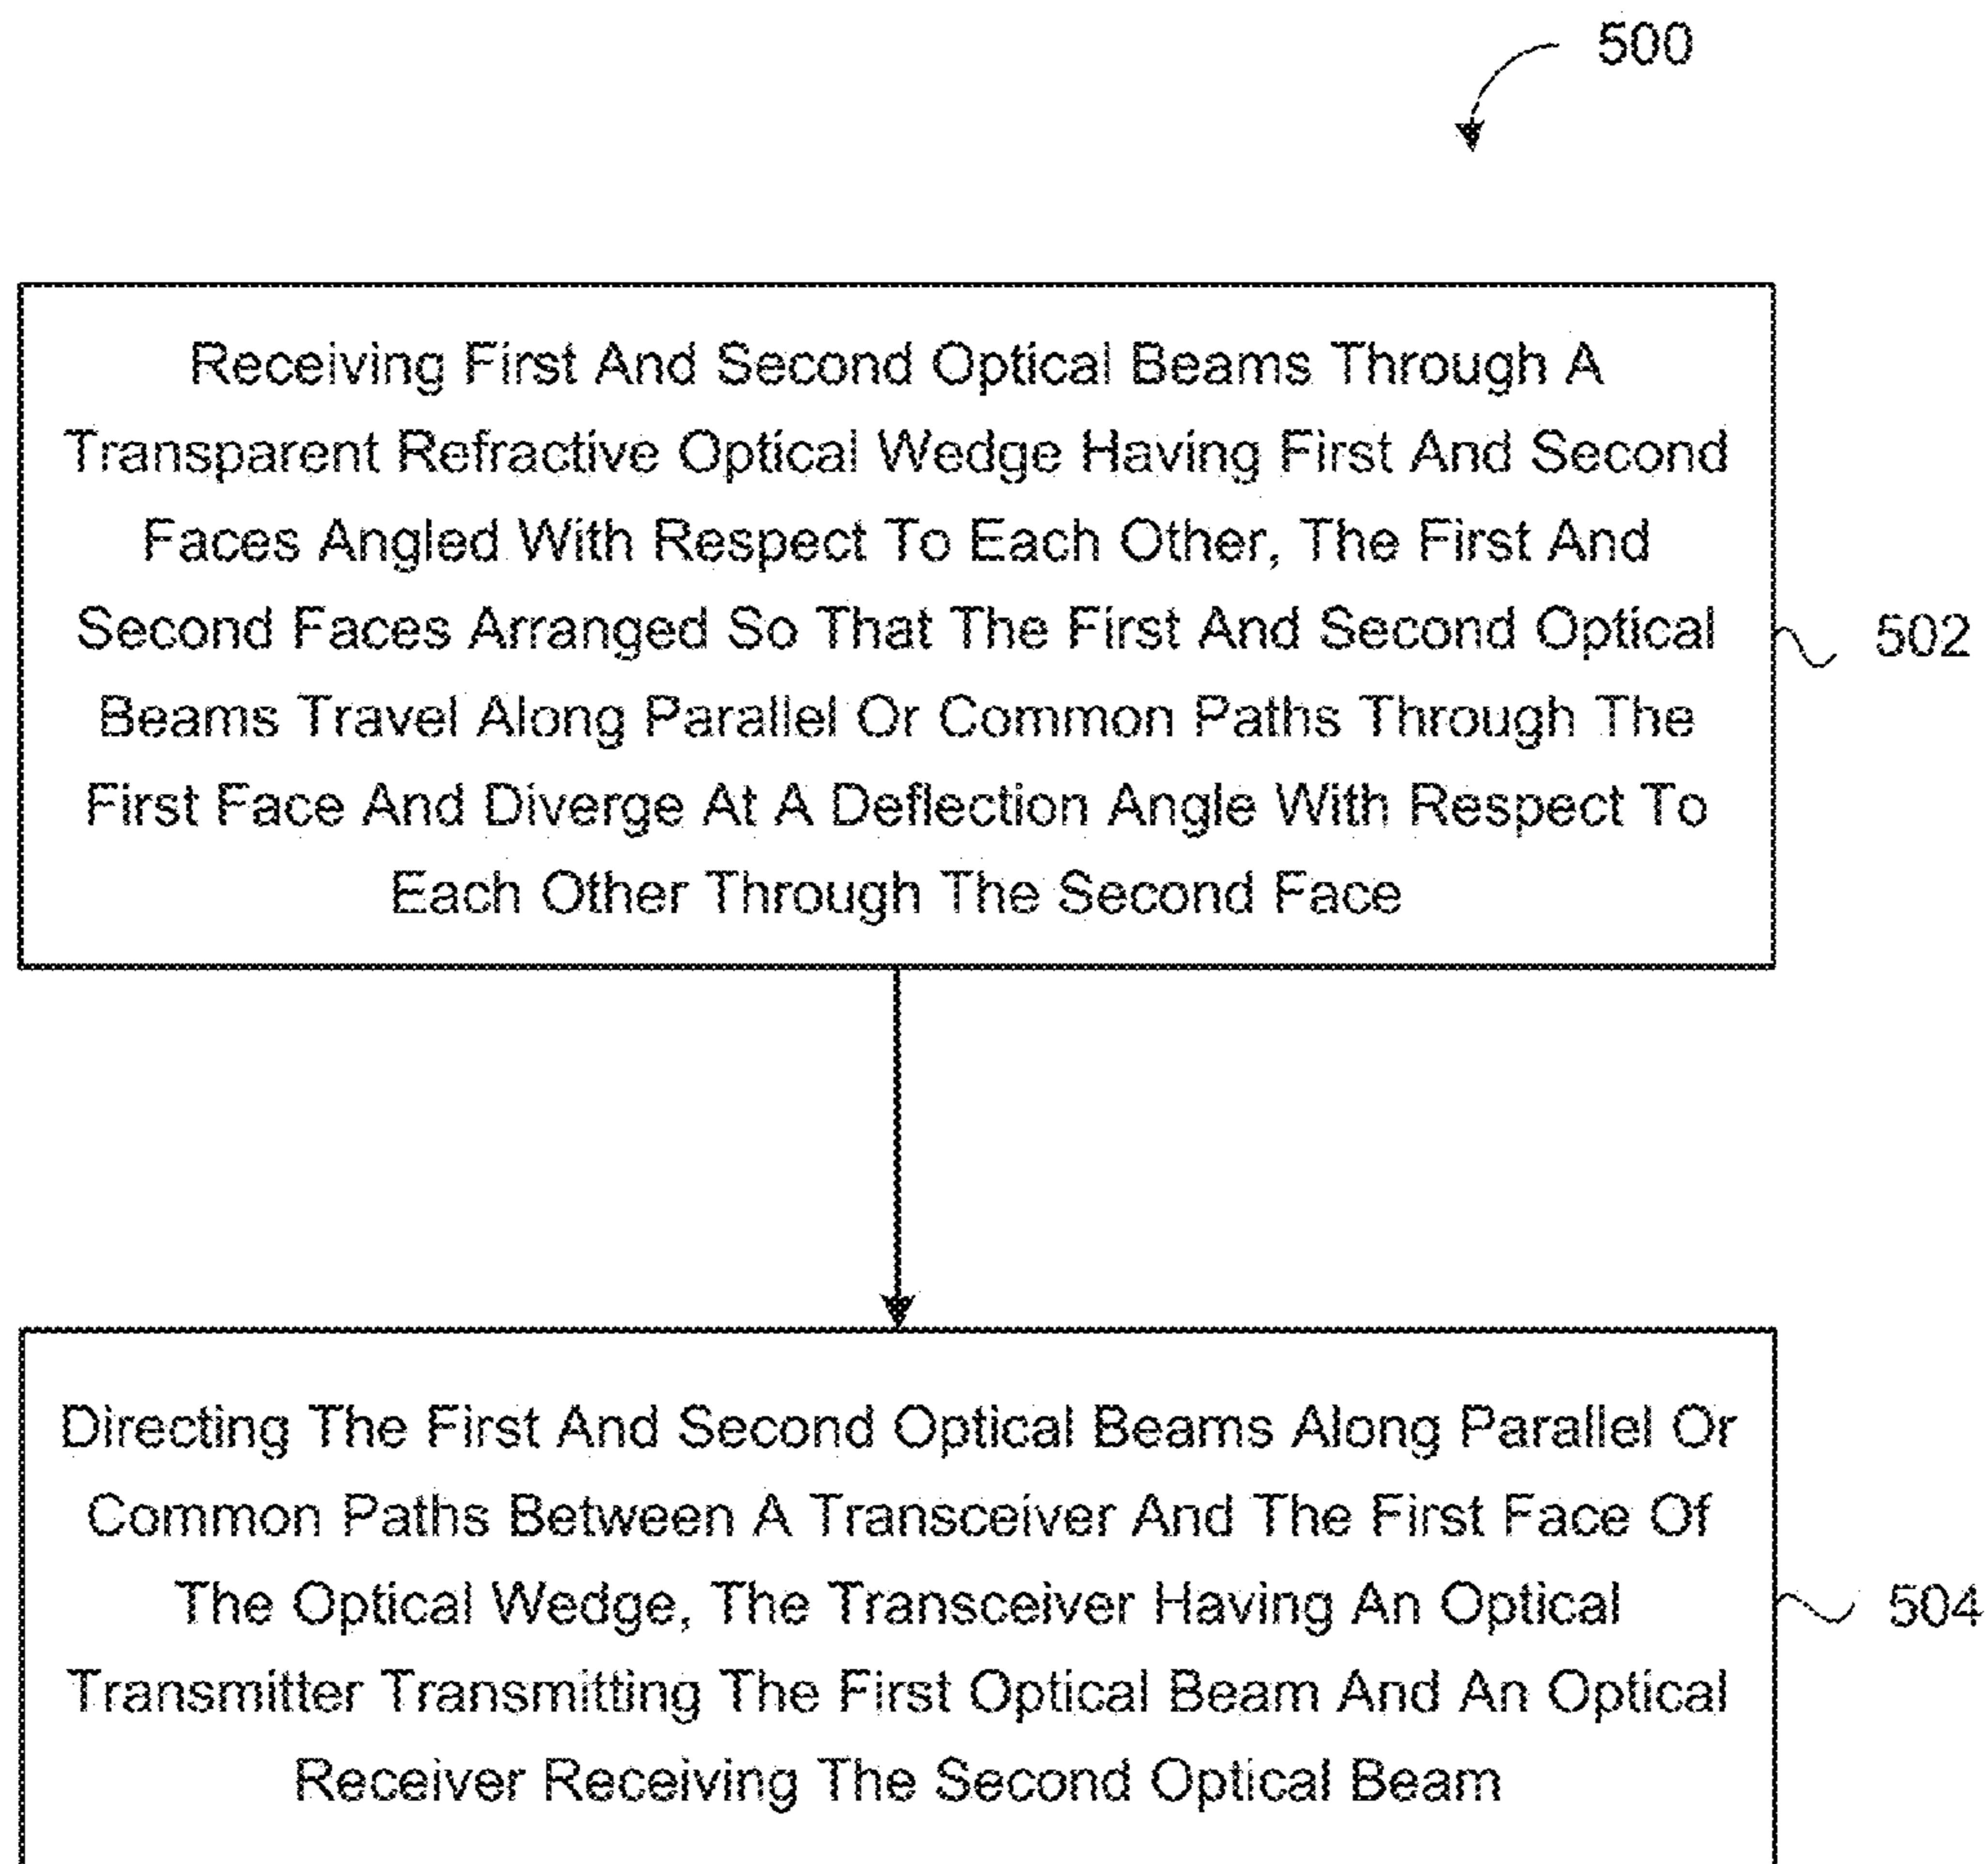 500
Receiving First And Second Optical Beams Through A
Transparent Refractive Optical Wedge Having First And Second
Faces Angled With Respect To Each Other, The First And
Second Faces Arranged So That The First And Second Optical
Beams Travel Along Parallel Or Common Paths Through The
First Face And Diverge At A Deflection Angle With Respect To
Each Other Through The Second Face
502
Directing The First And Second Optical Beams Along Parallel Or
Common Paths Between A Transceiver And The First Face Of
The Optical Wedge, The Transceiver Having An Optical
Transmitter Transmitting The First Optical Beam And An Optical
Receiver Receiving The Second Optical Beam
504